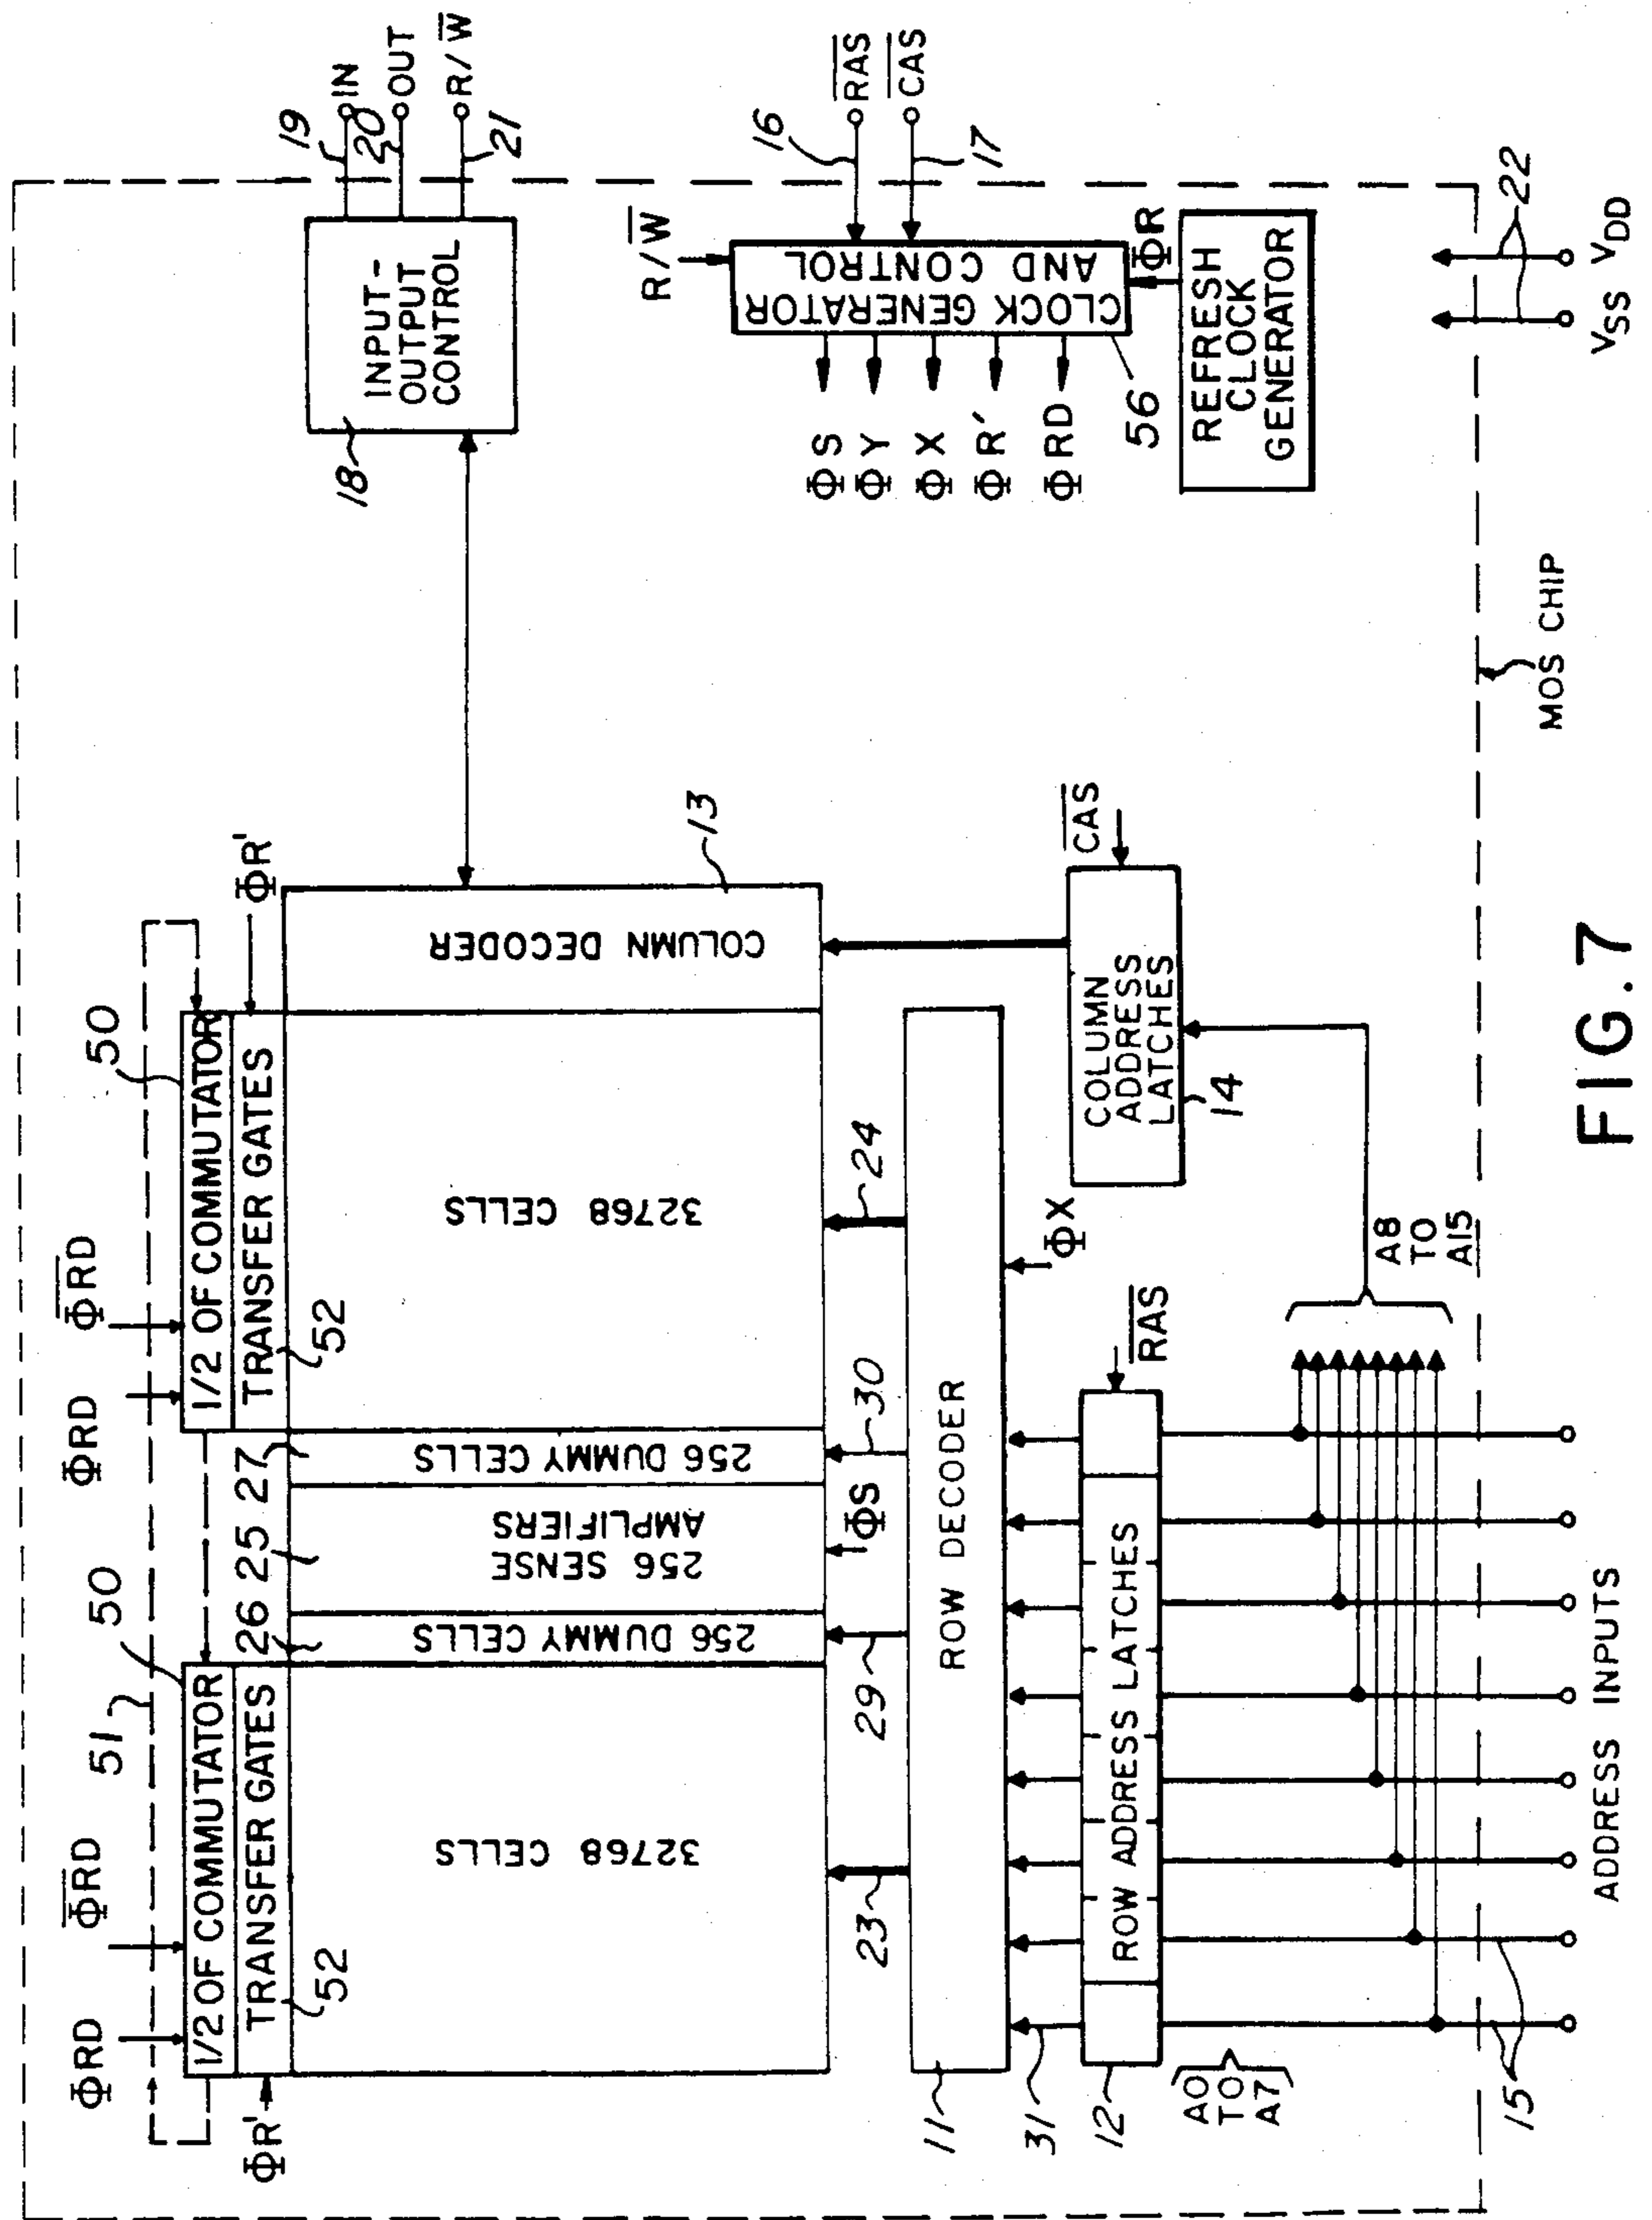 ΦRD
Φ̅RD
51
50
ΦRD
Φ̅RD
50
ΦR'
1/2 OF COMMUTATOR
TRANSFER GATES
52
26
25
27
1/2 OF COMMUTATOR
TRANSFER GATES
52
ΦR'
32768 CELLS
256 DUMMY CELLS
256 SENSE
AMPLIFIERS
256 DUMMY CELLS
32768 CELLS
COLUMN DECODER
13
23
29
ΦS
30
24
11
ROW DECODER
31
12
ROW ADDRESS LATCHES
R̅A̅S̅
ΦX
COLUMN
ADDRESS
LATCHES
14
C̅A̅S̅
A0
TO
A7
A8
TO
A15
15
ADDRESS INPUTS
18
INPUT-
OUTPUT
CONTROL
19
IN
20
OUT
R/W̅
21
R/W̅
CLOCK GENERATOR
AND CONTROL
16
R̅A̅S̅
C̅A̅S̅
17
ΦS
ΦY
ΦX
ΦR'
ΦRD
56
ΦR
REFRESH
CLOCK
GENERATOR
22
VSS
VDD
MOS CHIP
FIG. 7